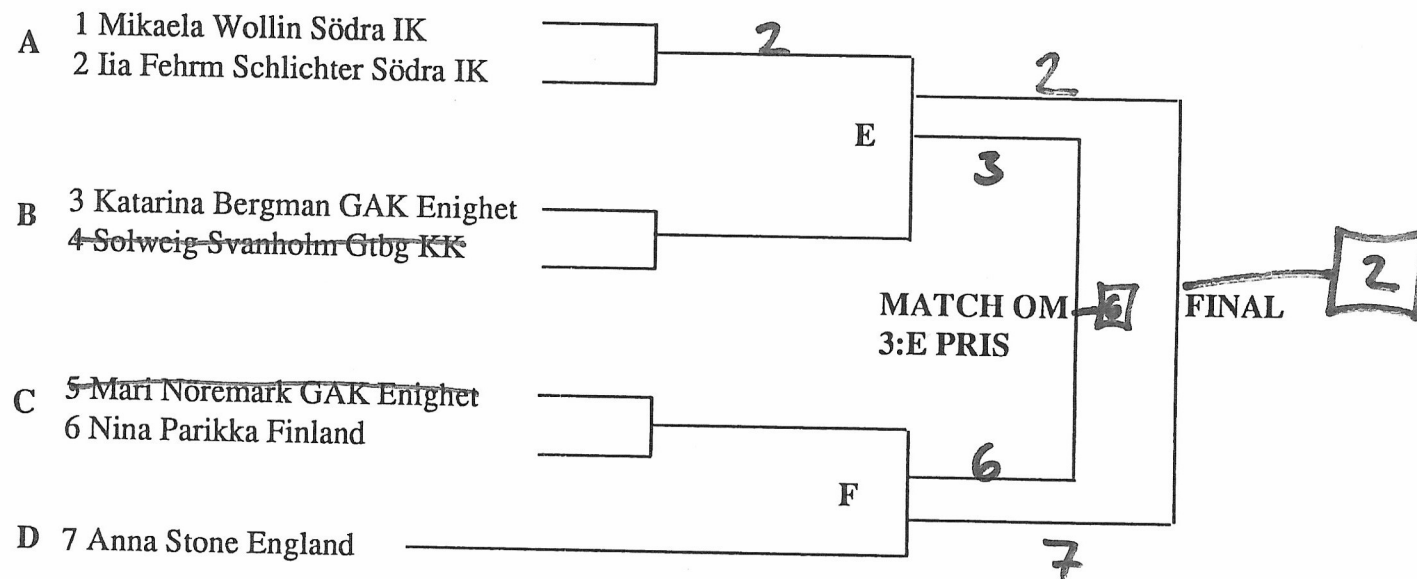 A
1 Mikaela Wollin Södra IK
2 Iia Fehrm Schlichter Södra IK
2
2
E
3
B
3 Katarina Bergman GAK Enighet
4 Solweig Svanholm Gtbg KK
MATCH OM
3:E PRIS
6
FINAL
2
C
5 Mari Noremark GAK Enighet
6 Nina Parikka Finland
6
F
D
7 Anna Stone England
7